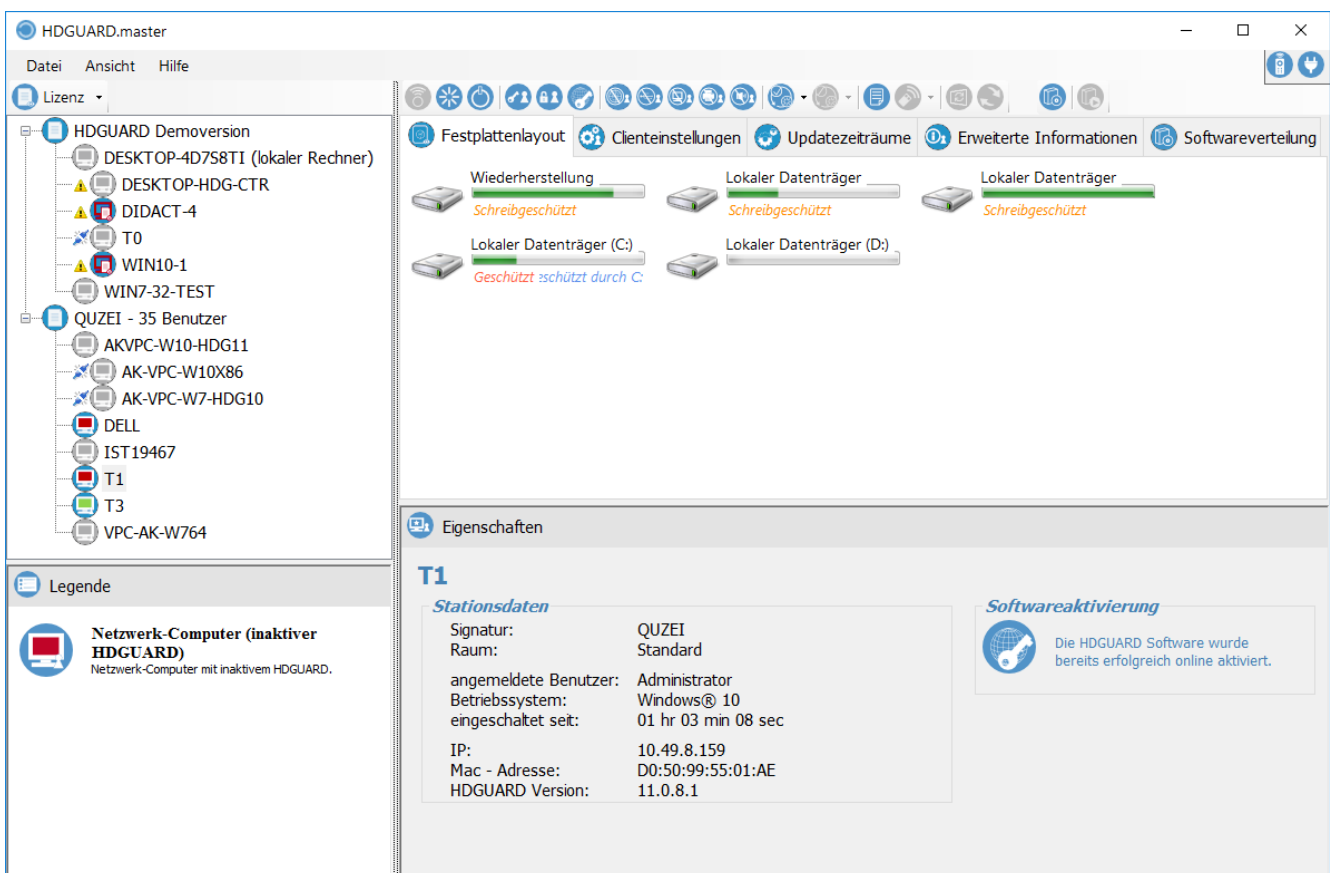 HDGUARD.master
Datei Ansicht Hilfe
Lizenz
HDGUARD Demoversion
DESKTOP-4D7S8TI (lokaler Rechner)
DESKTOP-HDG-CTR
DIDACT-4
T0
WIN10-1
WIN7-32-TEST
QUZEI - 35 Benutzer
AKVPC-W10-HDG11
AK-VPC-W10X86
AK-VPC-W7-HDG10
DELL
IST19467
T1
T3
VPC-AK-W764
Legende
Netzwerk-Computer (inaktiver
HDGUARD)
Netzwerk-Computer mit inaktivem HDGUARD.
Festplattenlayout Clienteinstellungen Updatezeiträume Erweiterte Informationen Softwareverteilung
Wiederherstellung Lokaler Datenträger Lokaler Datenträger
Schreibgeschützt Schreibgeschützt Schreibgeschützt
Lokaler Datenträger (C:) Lokaler Datenträger (D:)
Geschützt eschützt durch C:
Eigenschaften
T1
Stationsdaten
Signatur: QUZEI
Raum: Standard
angemeldete Benutzer: Administrator
Betriebssystem: Windows® 10
eingeschaltet seit: 01 hr 03 min 08 sec
IP: 10.49.8.159
Mac - Adresse: D0:50:99:55:01:AE
HDGUARD Version: 11.0.8.1
Softwareaktivierung
Die HDGUARD Software wurde
bereits erfolgreich online aktiviert.